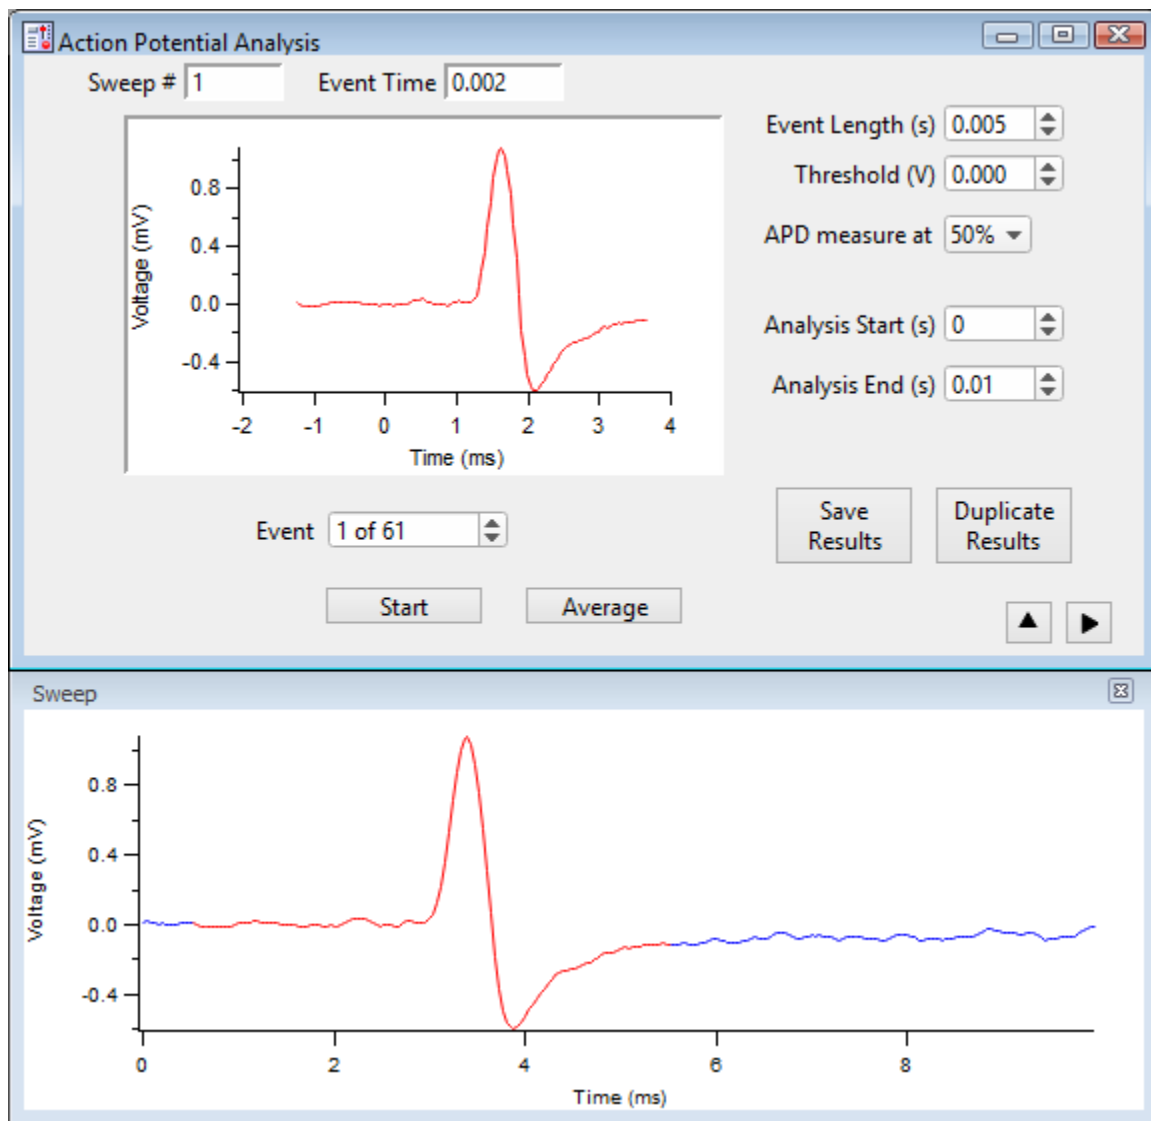 Action Potential Analysis
Sweep # 1 Event Time 0.002
Event Length (s) 0.005
Threshold (V) 0.000
APD measure at 50%
Analysis Start (s) 0
Analysis End (s) 0.01
Voltage (mV)
0.8
0.4
0.0
-0.4
-2 -1 0 1 2 3 4
Time (ms)
Event 1 of 61
Save
Results
Duplicate
Results
Start Average
Sweep
Voltage (mV)
0.8
0.4
0.0
-0.4
0 2 4 6 8
Time (ms)